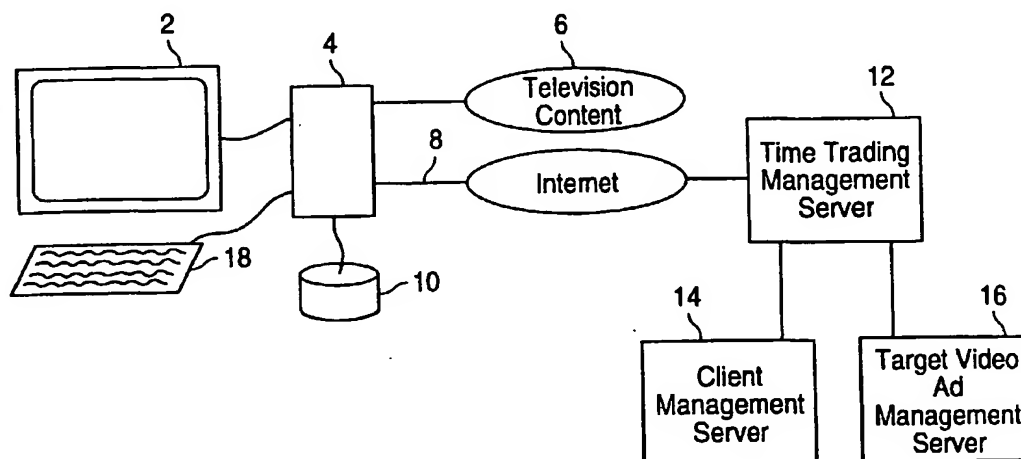 2
4
6
Television
Content
12
8
Internet
Time Trading
Management
Server
18
10
14
16
Client
Management
Server
Target Video
Ad
Management
Server